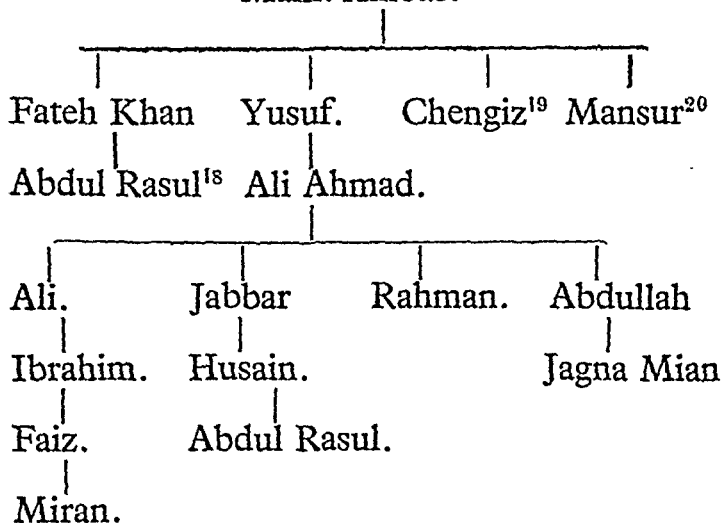 Fateh Khan Yusuf. Chengiz¹⁹ Mansur²⁰
Abdul Rasul¹⁸ Ali Ahmad.
Ali. Jabbar Rahman. Abdullah
Ibrahim. Husain. Jagna Mian
Faiz. Abdul Rasul.
Miran.